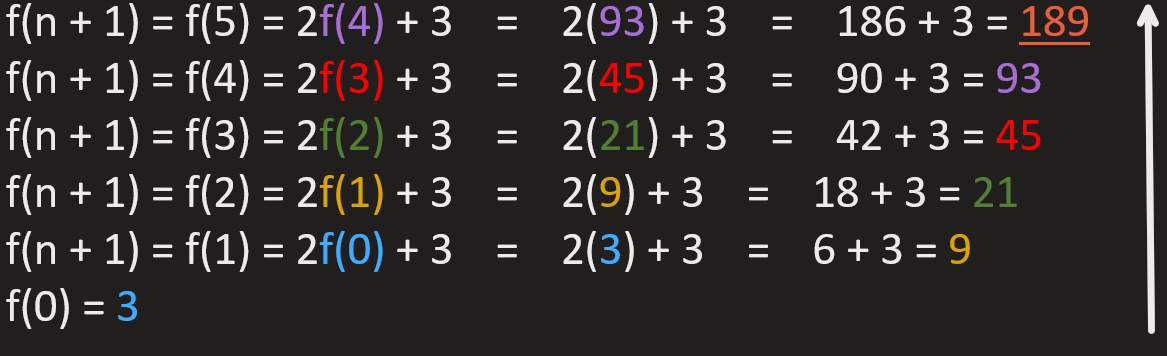 f(n + 1) = f(5) = 2f(4) + 3 = 2(93) + 3 = 186 + 3 = 189
f(n + 1) = f(4) = 2f(3) + 3 = 2(45) + 3 = 90 + 3 = 93
f(n + 1) = f(3) = 2f(2) + 3 = 2(21) + 3 = 42 + 3 = 45
f(n + 1) = f(2) = 2f(1) + 3 = 2(9) + 3 = 18 + 3 = 21
f(n + 1) = f(1) = 2f(0) + 3 = 2(3) + 3 = 6 + 3 = 9
f(0) = 3